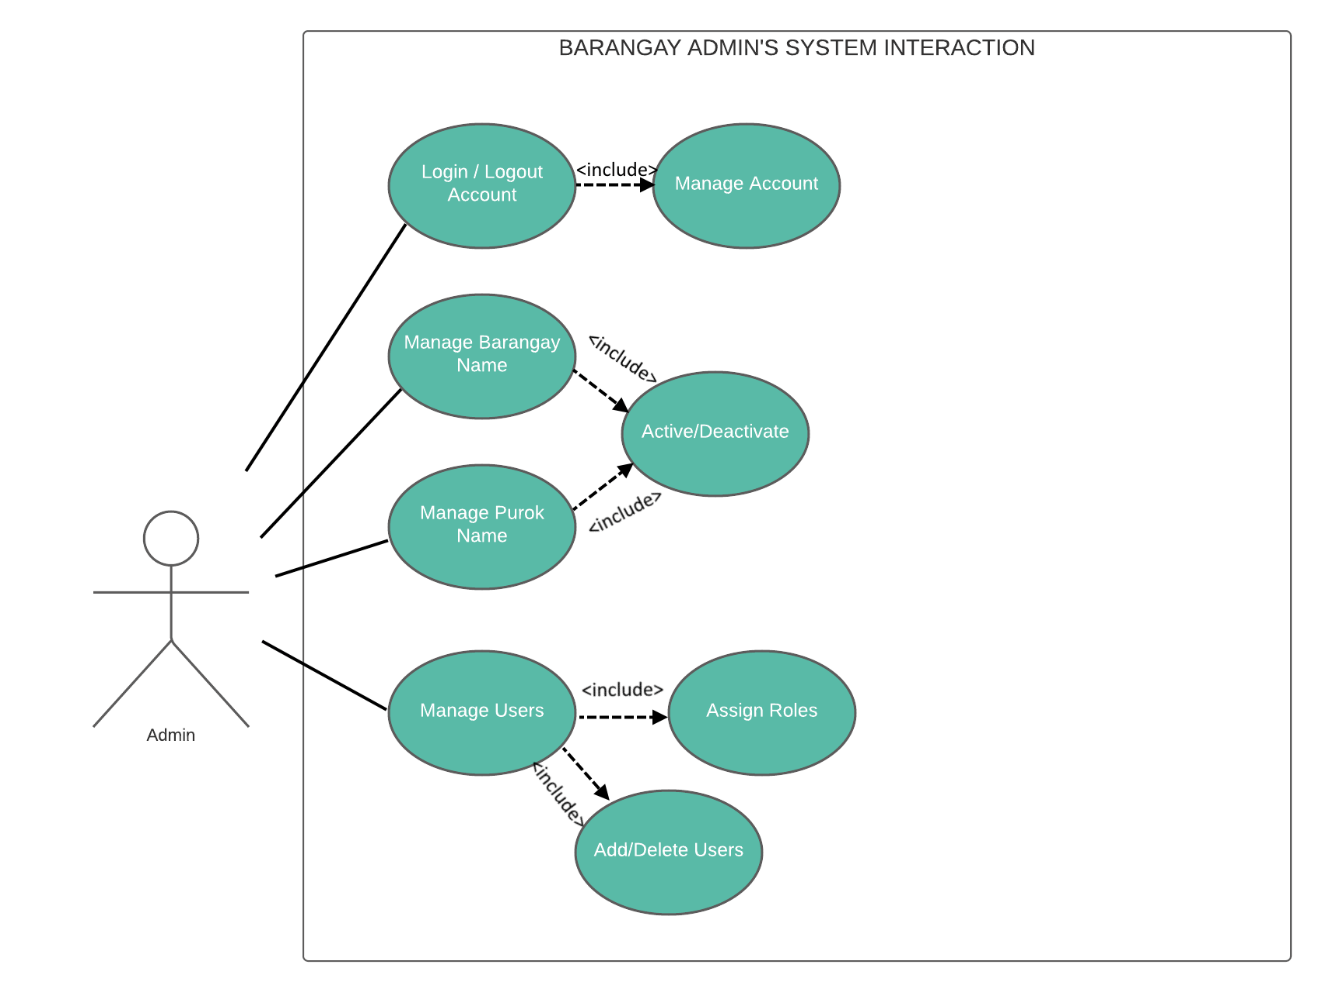 BARANGAY ADMIN'S SYSTEM INTERACTION
Login / Logout
Account
<include>
Manage Account
Manage Barangay
Name
<include>
Active/Deactivate
Manage Purok
Name
<include>
Manage Users
<include>
Assign Roles
<include>
Add/Delete Users
Admin